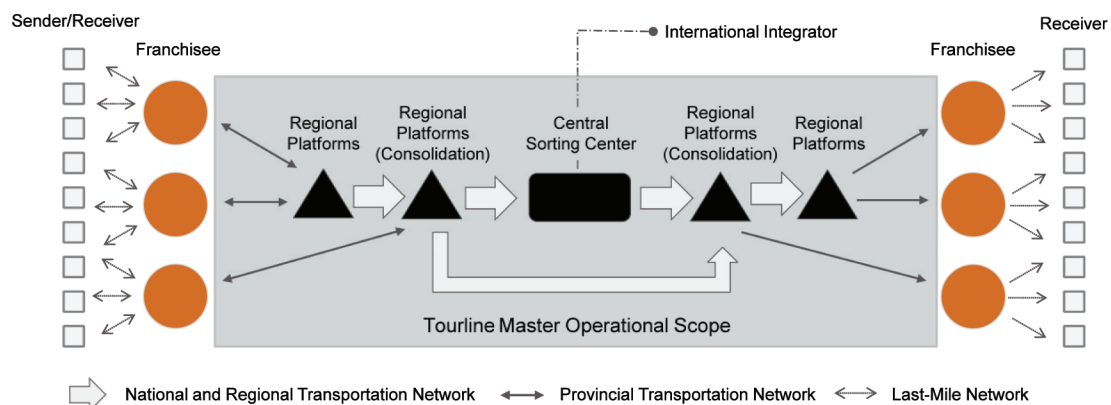 Sender/Receiver
Franchisee
International Integrator
Franchisee
Receiver
Regional
Platforms
Regional
Platforms
(Consolidation)
Central
Sorting Center
Regional
Platforms
(Consolidation)
Regional
Platforms
Tourline Master Operational Scope
National and Regional Transportation Network
Provincial Transportation Network
Last-Mile Network